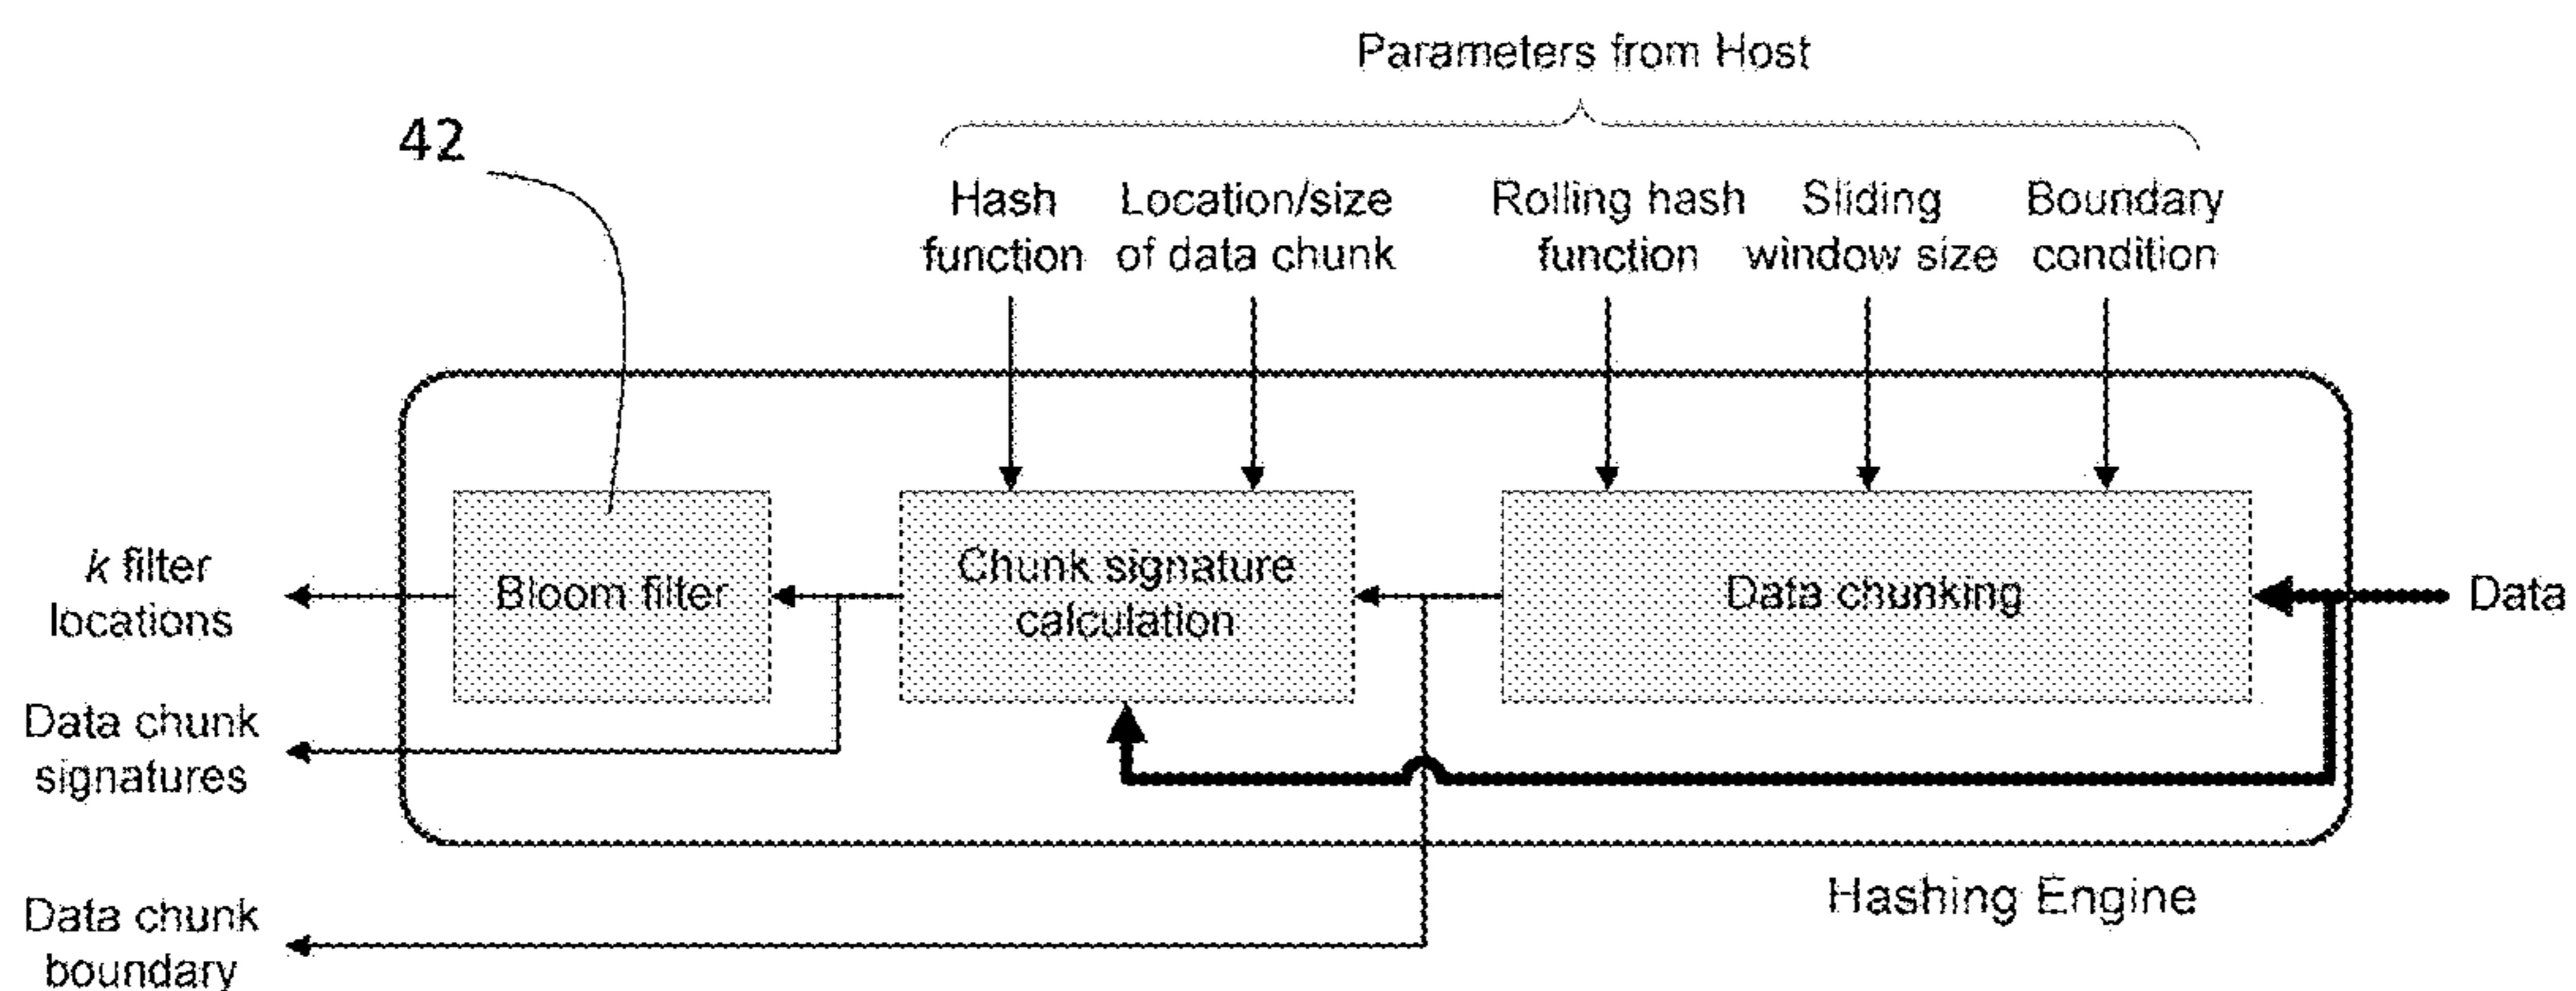 Parameters from Host
42
Hash
function
Location/size
of data chunk
Rolling hash
function
Sliding
window size
Boundary
condition
k filter
locations
Bloom filter
Chunk signature
calculation
Data chunking
Data
Data chunk
signatures
Hashing Engine
Data chunk
boundary